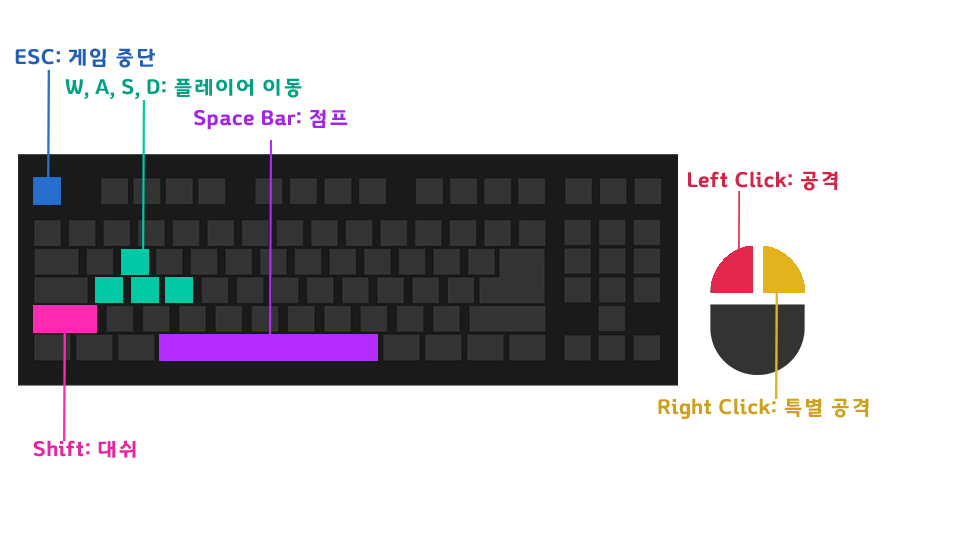 ESC: 게임 중단
W, A, S, D: 플레이어 이동
Space Bar: 점프
Left Click: 공격
Right Click: 특별 공격
Shift: 대쉬